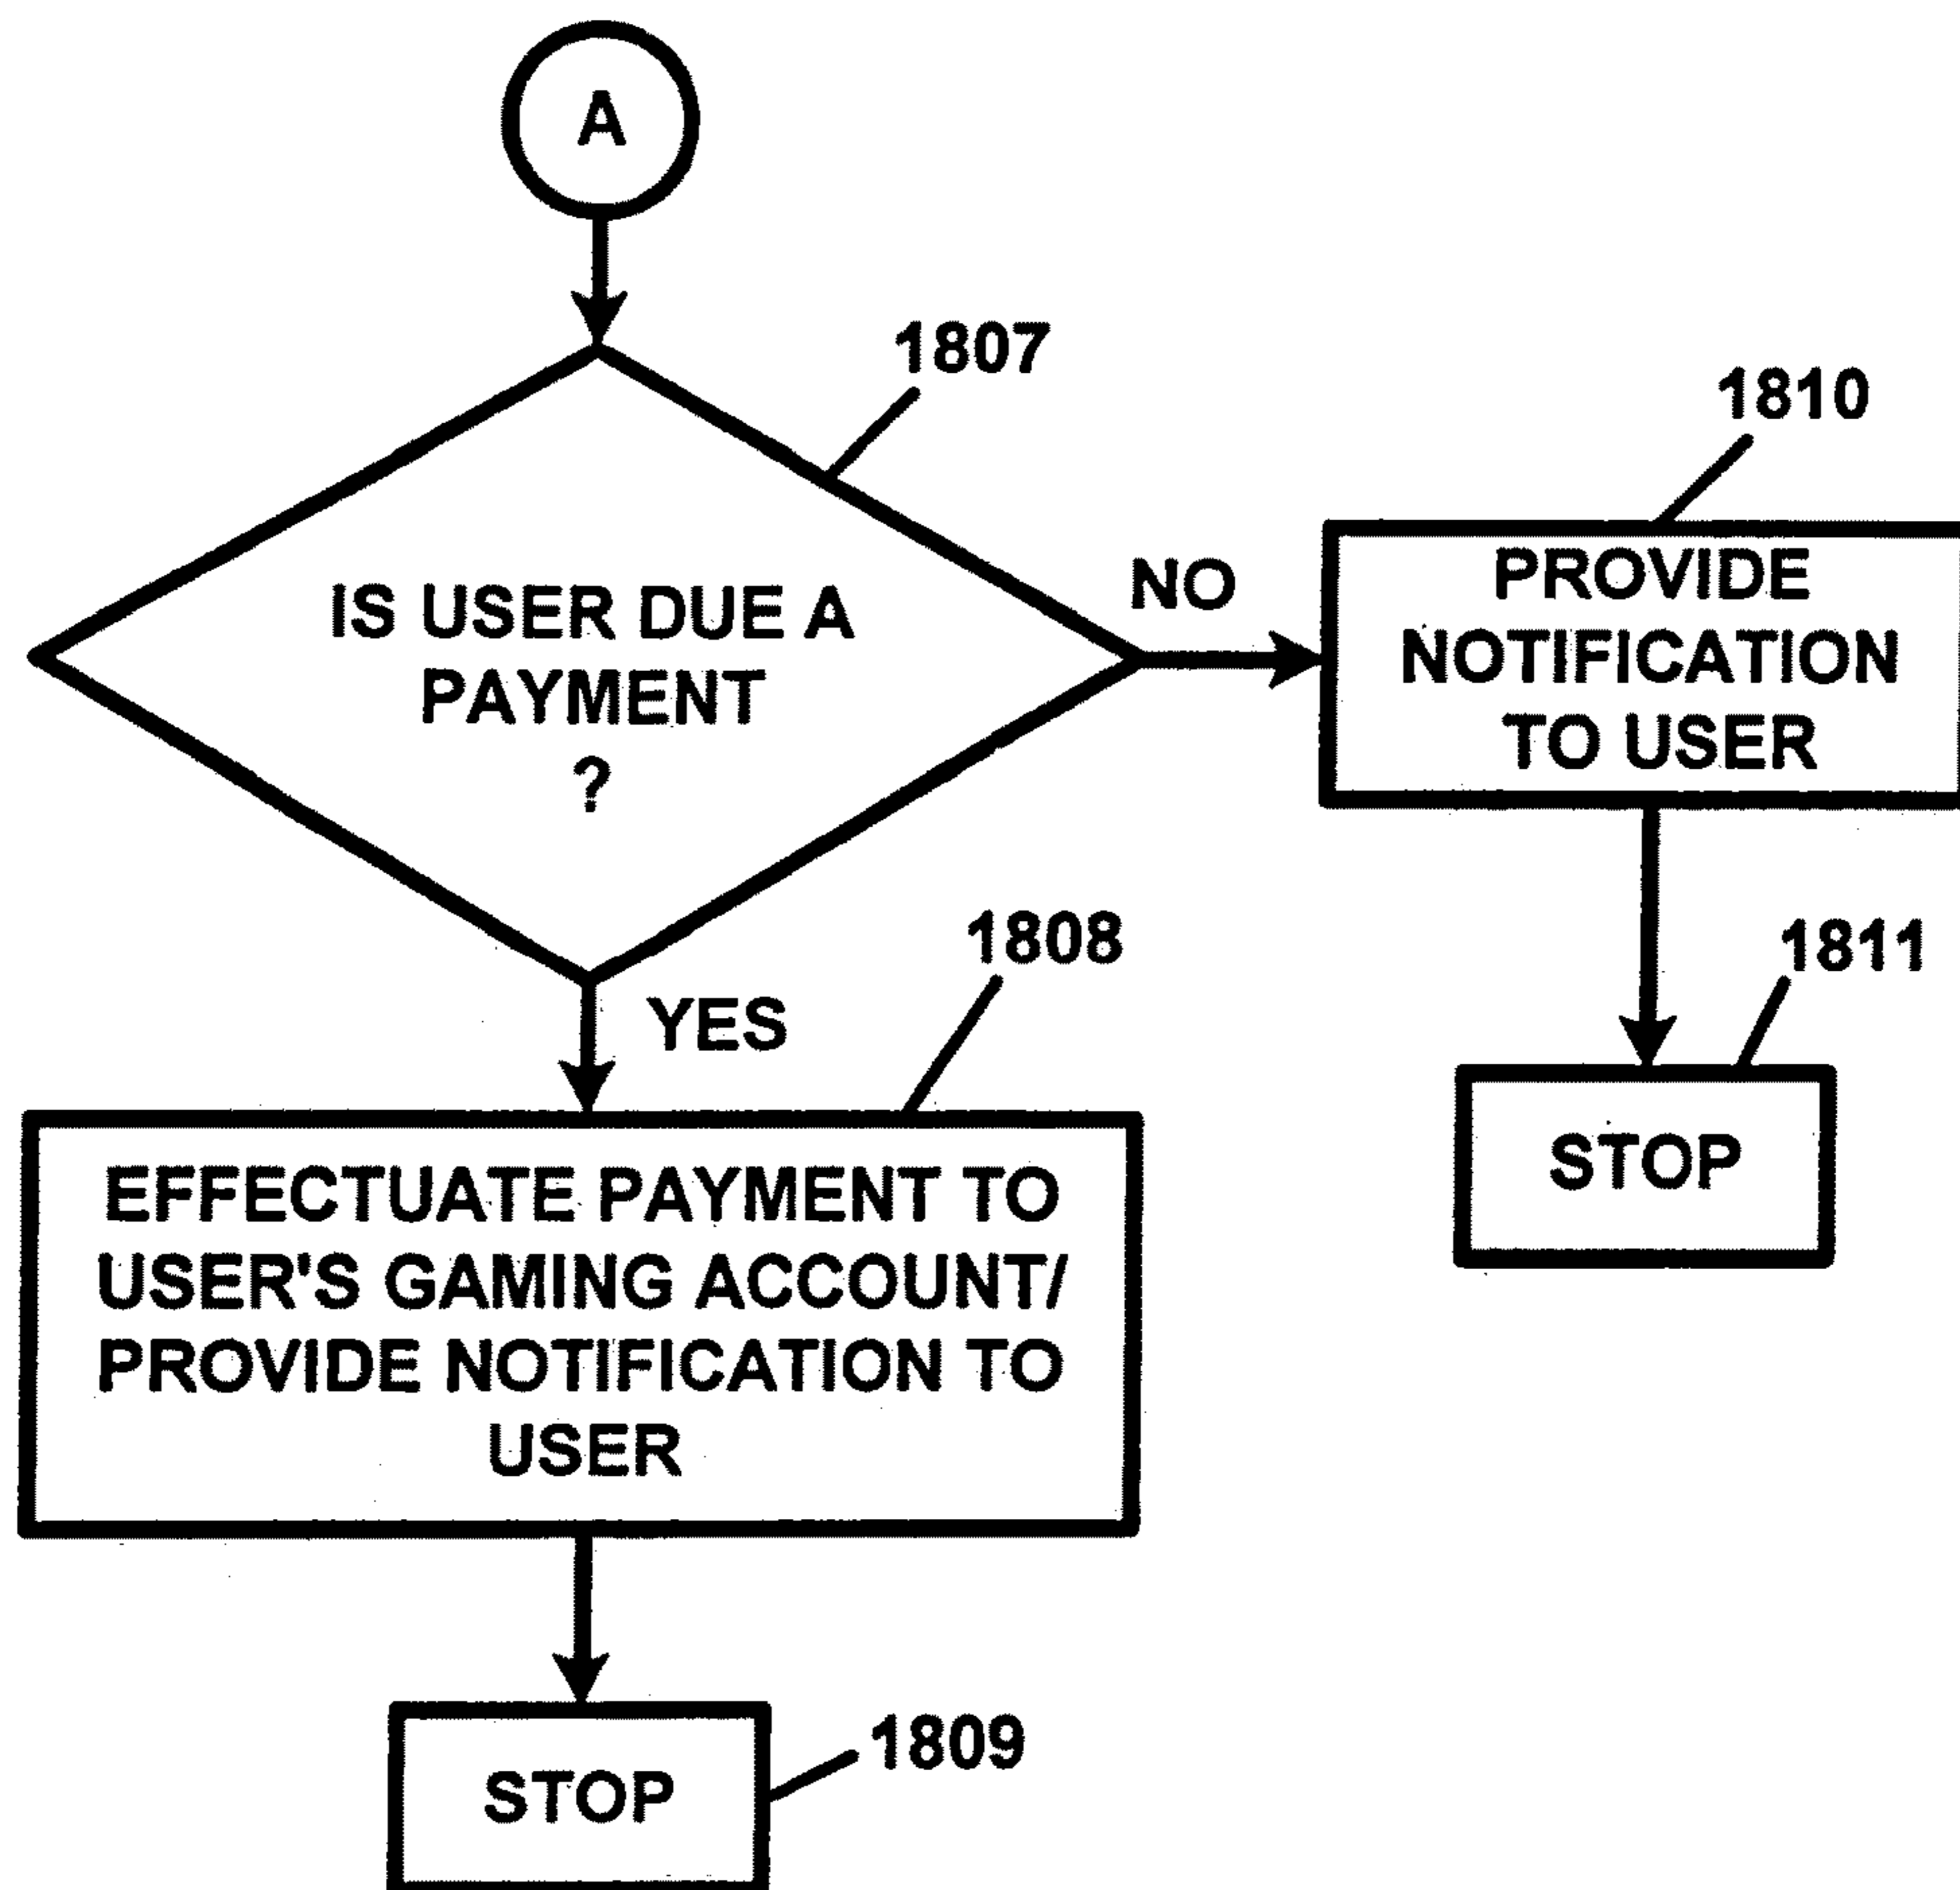 A
1807
IS USER DUE A
PAYMENT
?
NO
1810
PROVIDE
NOTIFICATION
TO USER
YES
1808
EFFECTUATE PAYMENT TO
USER'S GAMING ACCOUNT/
PROVIDE NOTIFICATION TO
USER
1811
STOP
STOP
1809